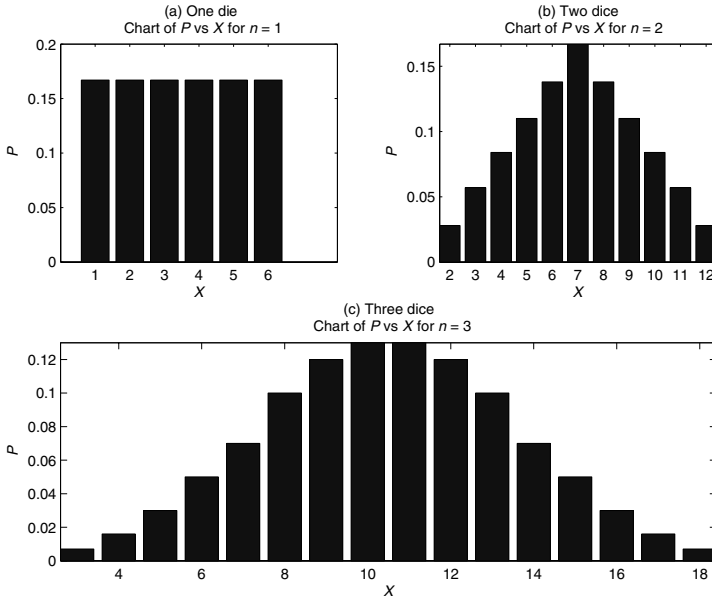 (a) One die
Chart of P vs X for n = 1
0.2
0.15
0.1
0.05
0
P
1 2 3 4 5 6
X
(b) Two dice
Chart of P vs X for n = 2
0.15
0.1
0.05
0
P
2 3 4 5 6 7 8 9 10 11 12
X
(c) Three dice
Chart of P vs X for n = 3
0.12
0.1
0.08
0.06
0.04
0.02
0
P
4 6 8 10 12 14 16 18
X